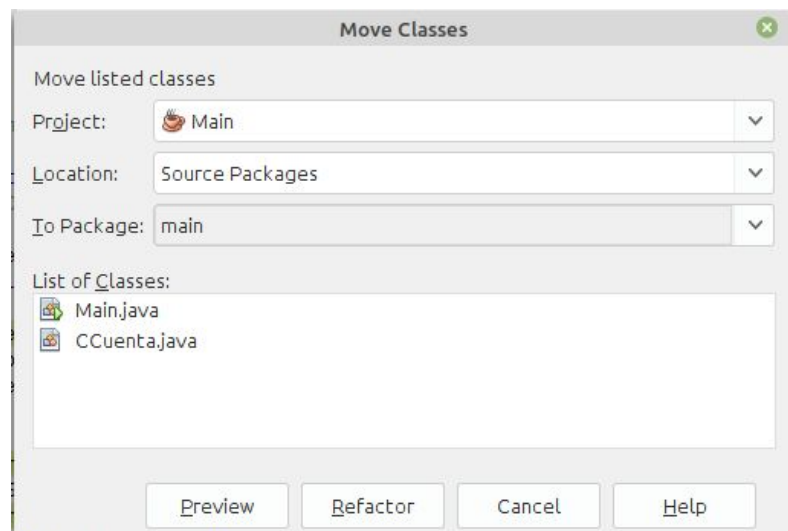 Move Classes
Move listed classes
Project: Main
Location: Source Packages
To Package: main
List of Classes:
Main.java
CCuenta.java
Preview Refactor Cancel Help